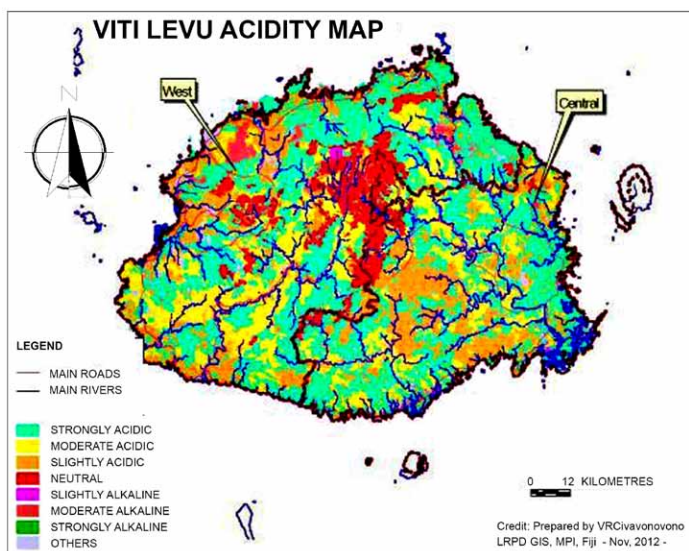 VITI LEVU ACIDITY MAP
West
Central
LEGEND
MAIN ROADS
MAIN RIVERS
STRONGLY ACIDIC
MODERATE ACIDIC
SLIGHTLY ACIDIC
NEUTRAL
SLIGHTLY ALKALINE
MODERATE ALKALINE
STRONGLY ALKALINE
OTHERS
0 12 KILOMETRES
Credit: Prepared by VRCivavonovono
LRPD GIS, MPI, Fiji - Nov, 2012 -